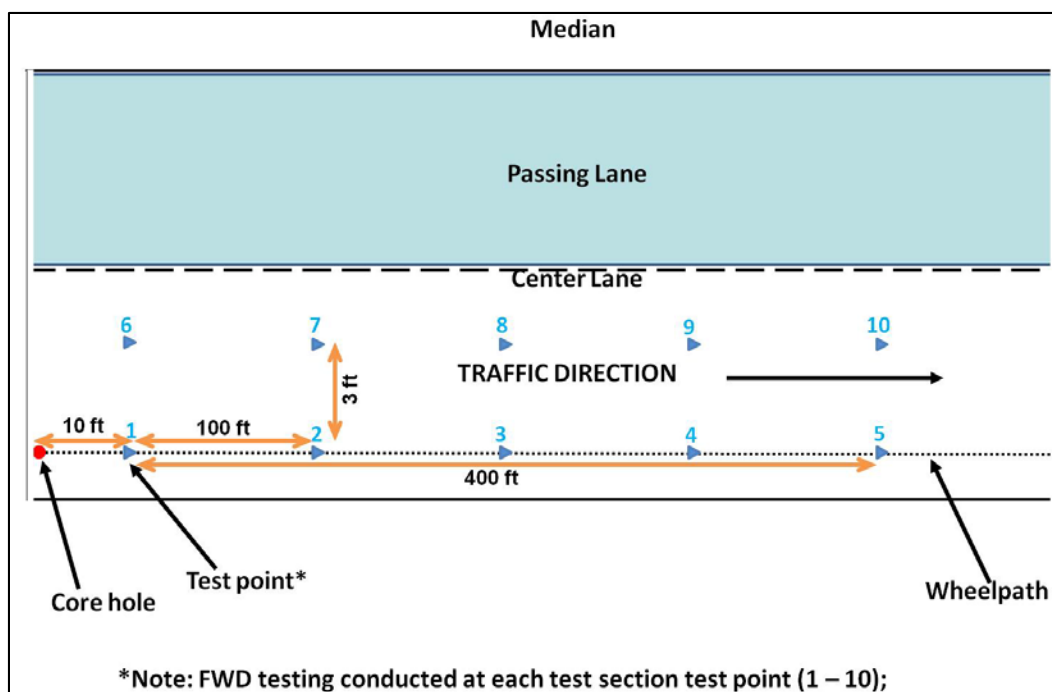 Median
Passing Lane
Center Lane
6 7 8 9 10
TRAFFIC DIRECTION
3 ft
10 ft 1 100 ft 2 3 4 5
400 ft
Test point*
Core hole
Wheelpath
*Note: FWD testing conducted at each test section test point (1 – 10);